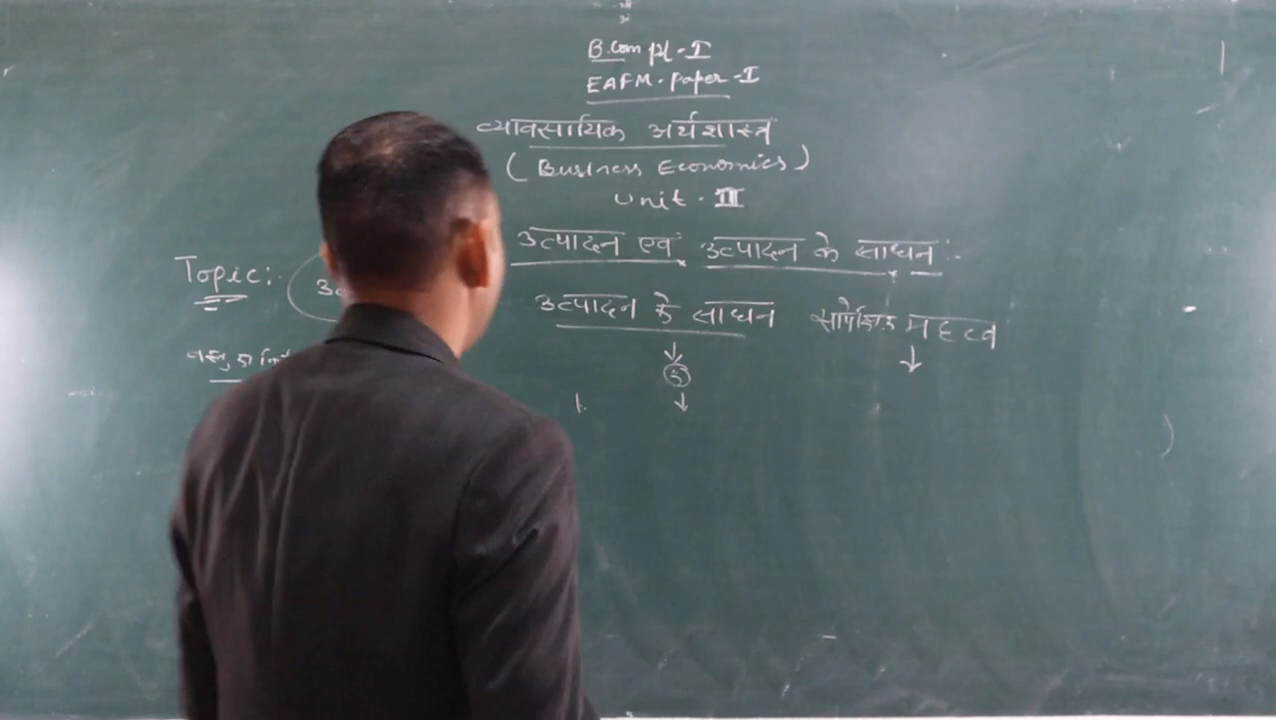 B.Com pt-I
EAFM. Paper-I
व्यावसायिक अर्थशास्त्र
(Business Economics)
Unit-III
Topic:- उत्पादन एवं उत्पादन के साधन:-
उत्पादन के साधन सापेक्षिक महत्व
1.